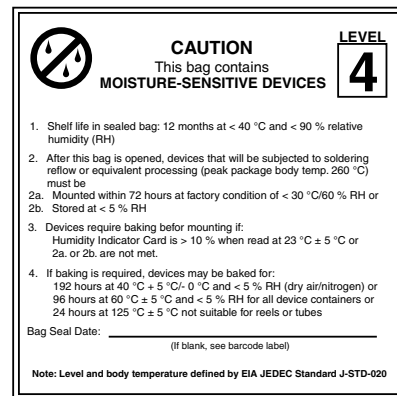 LEVEL
CAUTION
4
This bag contains
MOISTURE-SENSITIVE DEVICES
1. Shelf life in sealed bag: 12 months at < 40 °C and < 90 % relative
humidity (RH)
2. After this bag is opened, devices that will be subjected to soldering
reflow or equivalent processing (peak package body temp. 260 °C)
must be
2a. Mounted within 72 hours at factory condition of < 30 °C/60 % RH or
2b. Stored at < 5 % RH
3. Devices require baking befor mounting if:
Humidity Indicator Card is > 10 % when read at 23 °C ± 5 °C or
2a. or 2b. are not met.
4. If baking is required, devices may be baked for:
192 hours at 40 °C + 5 °C/- 0 °C and < 5 % RH (dry air/nitrogen) or
96 hours at 60 °C ± 5 °C and < 5 % RH for all device containers or
24 hours at 125 °C ± 5 °C not suitable for reels or tubes
Bag Seal Date:
(If blank, see barcode label)
Note: Level and body temperature defined by EIA JEDEC Standard J-STD-020